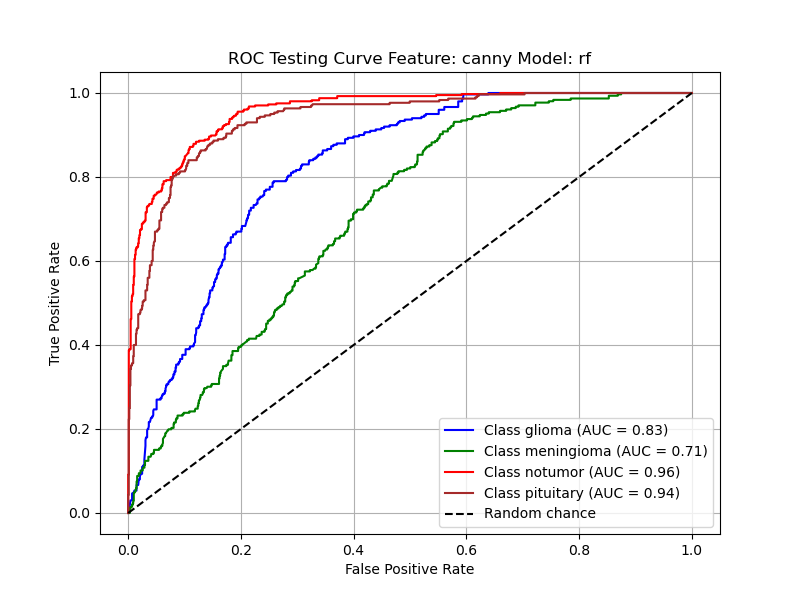 ROC Testing Curve Feature: canny Model: rf
True Positive Rate
1.0
0.8
0.6
0.4
0.2
0.0
Class glioma (AUC = 0.83)
Class meningioma (AUC = 0.71)
Class notumor (AUC = 0.96)
Class pituitary (AUC = 0.94)
Random chance
0.0 0.2 0.4 0.6 0.8 1.0
False Positive Rate